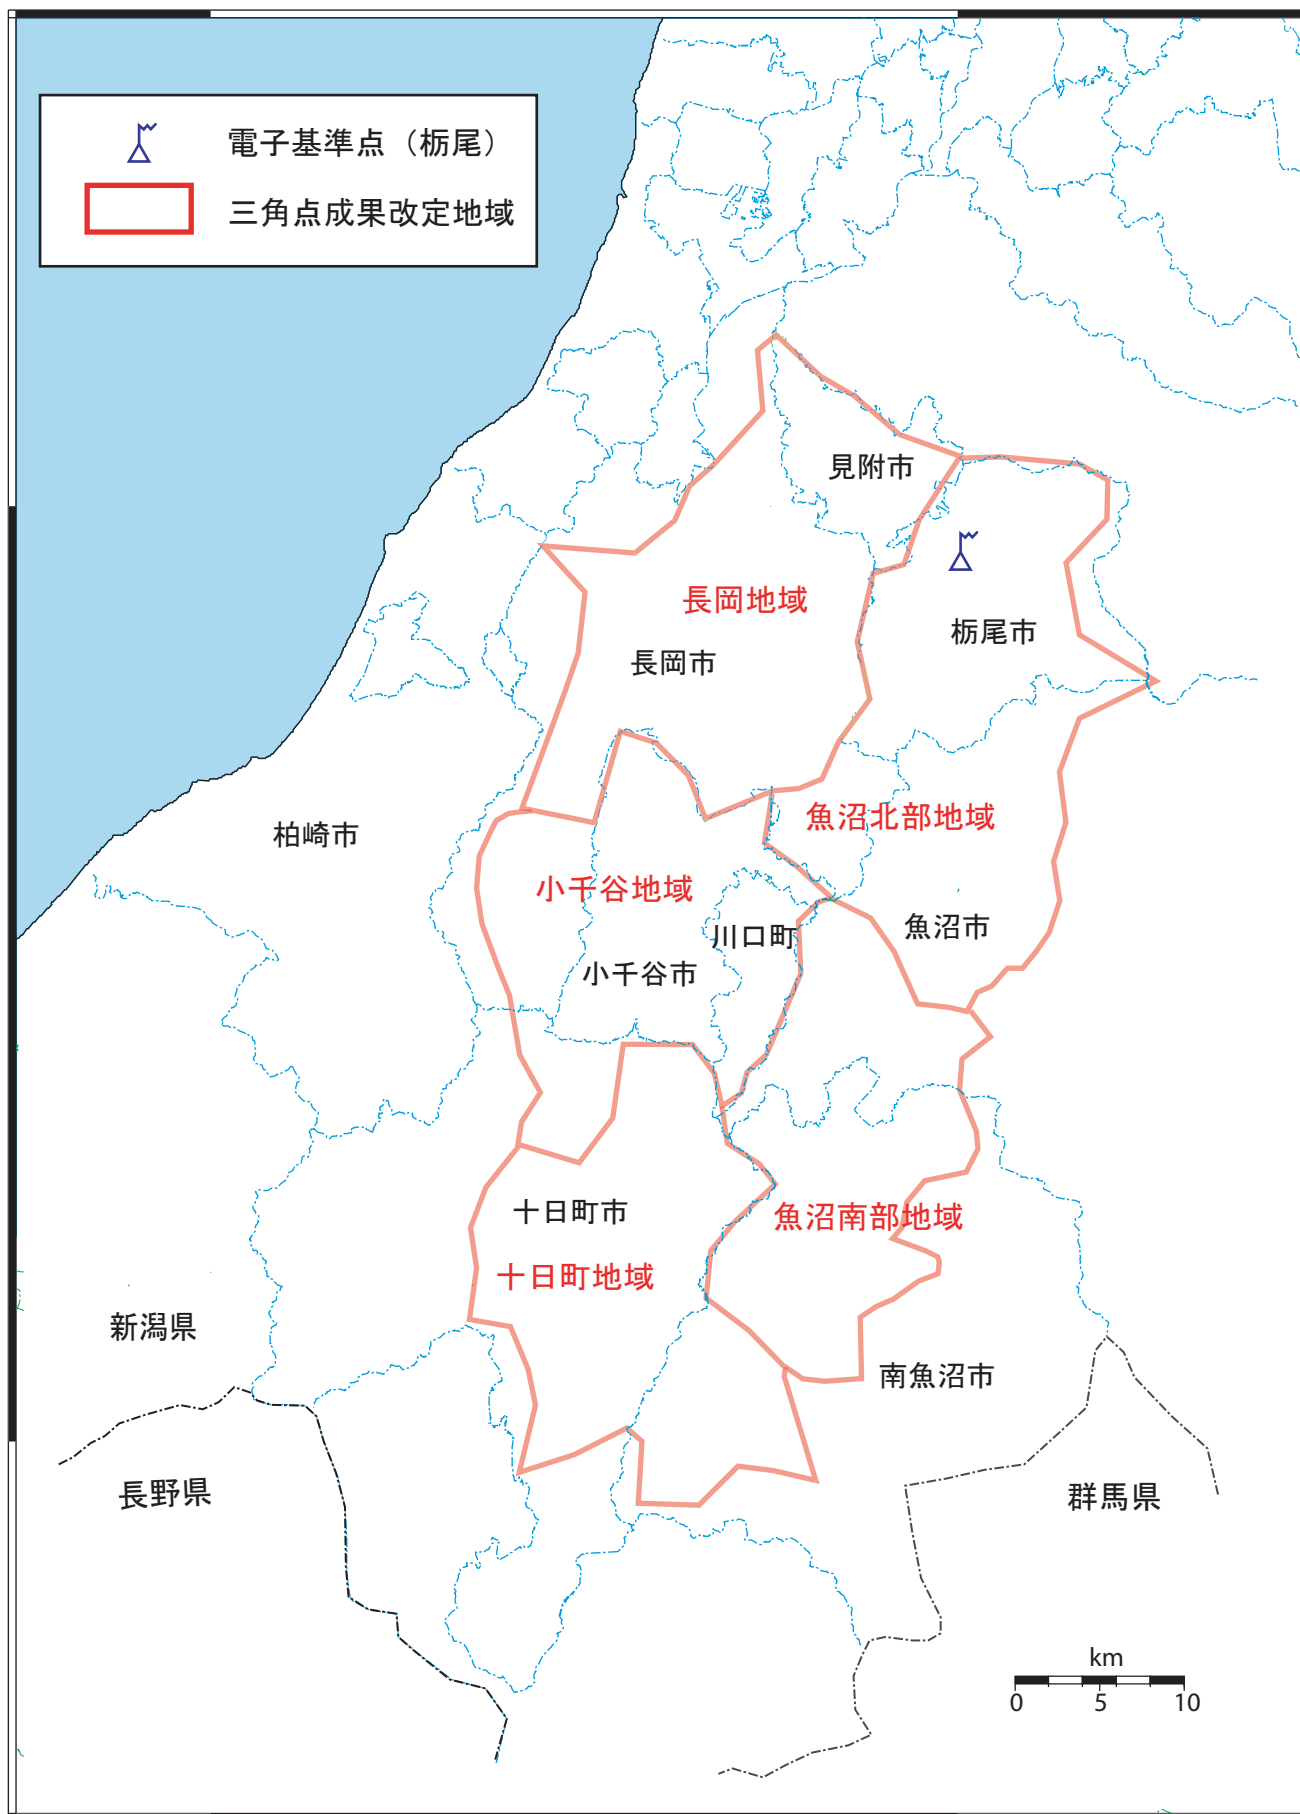 電子基準点（栃尾）
三角点成果改定地域
見附市
長岡地域
栃尾市
長岡市
魚沼北部地域
柏崎市
小千谷地域
川口町
魚沼市
小千谷市
十日町市
魚沼南部地域
十日町地域
新潟県
南魚沼市
長野県
群馬県
km
0 5 10